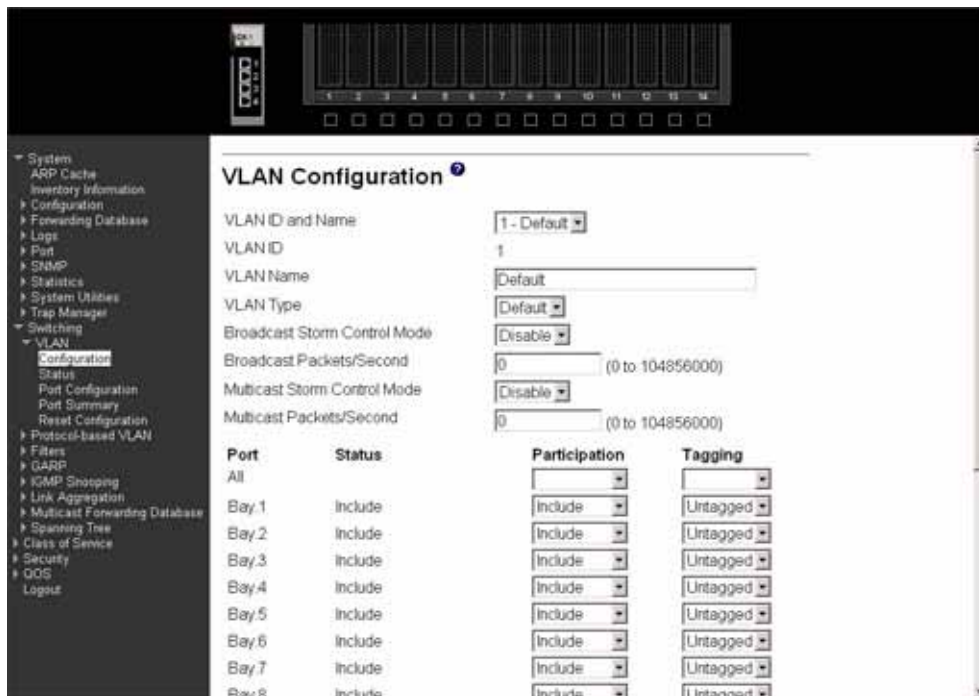 1 2 3 4 5 6 7 8 9 10 11 12 13 14
System
ARP Cache
Inventory Information
Configuration
Forwarding Database
Logs
Port
SNMP
Statistics
System Utilities
Trap Manager
Switching
VLAN
Configuration
Status
Port Configuration
Port Summary
Reset Configuration
Protocol-based VLAN
Filters
GARP
IGMP Snooping
Link Aggregation
Multicast Forwarding Database
Spanning Tree
Class of Service
Security
QOS
Logout
VLAN Configuration ?
VLAN ID and Name 1 - Default
VLAN ID 1
VLAN Name Default
VLAN Type Default
Broadcast Storm Control Mode Disable
Broadcast Packets/Second 0 (0 to 104856000)
Multicast Storm Control Mode Disable
Multicast Packets/Second 0 (0 to 104856000)
Port Status Participation Tagging
All
Bay.1 Include Include Untagged
Bay.2 Include Include Untagged
Bay.3 Include Include Untagged
Bay.4 Include Include Untagged
Bay.5 Include Include Untagged
Bay.6 Include Include Untagged
Bay.7 Include Include Untagged
Bay.8 Include Include Untagged